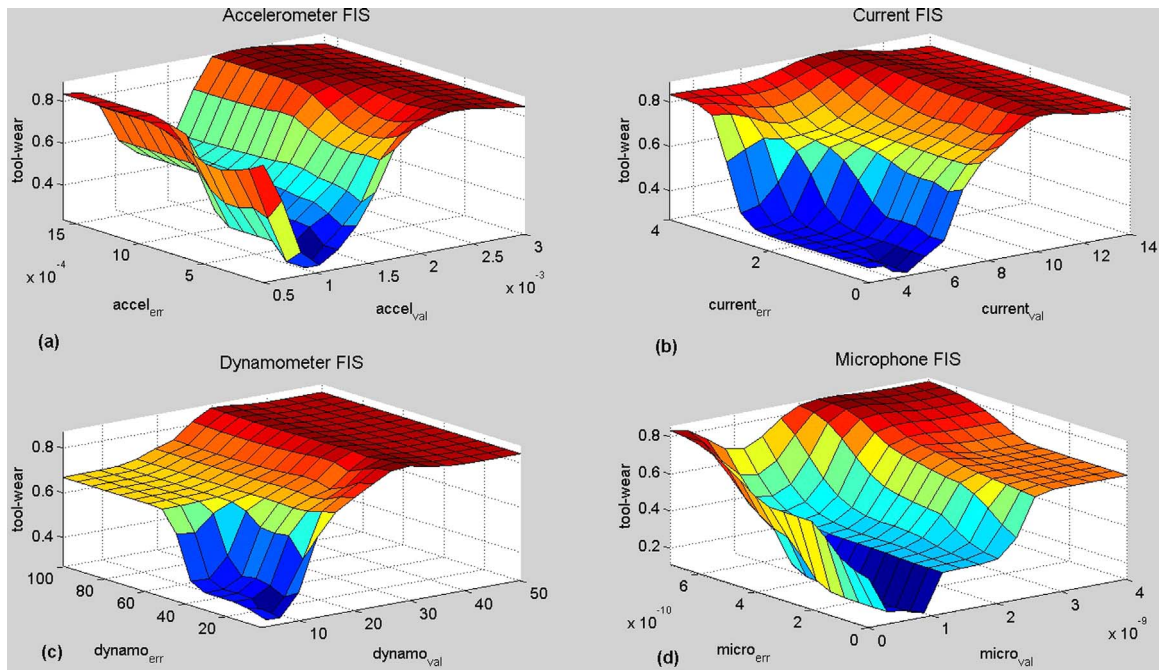 Accelerometer FIS
tool-wear
0.8
0.6
0.4
15
10
5
x 10^-4
accel_err
0.5
1
1.5
2
2.5
3
x 10^-3
accel_val
(a)
Current FIS
tool-wear
0.8
0.6
0.4
4
2
0
current_err
4
6
8
10
12
14
current_val
(b)
Dynamometer FIS
tool-wear
0.8
0.6
0.4
100
80
60
40
20
dynamo_err
10
20
30
40
50
dynamo_val
(c)
Microphone FIS
tool-wear
0.8
0.6
0.4
0.2
6
4
2
0
x 10^-10
micro_err
0
1
2
3
4
x 10^-9
micro_val
(d)